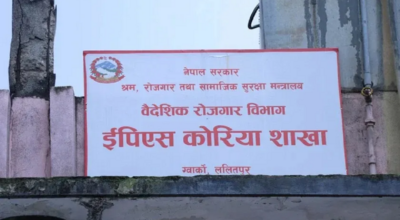 नेपाल सरकार
श्रम, रोजगार तथा सामाजिक सुरक्षा मन्त्रालय
वैदेशिक रोजगार विभाग
ईपिएस कोरिया शाखा
ग्वार्को, ललितपुर